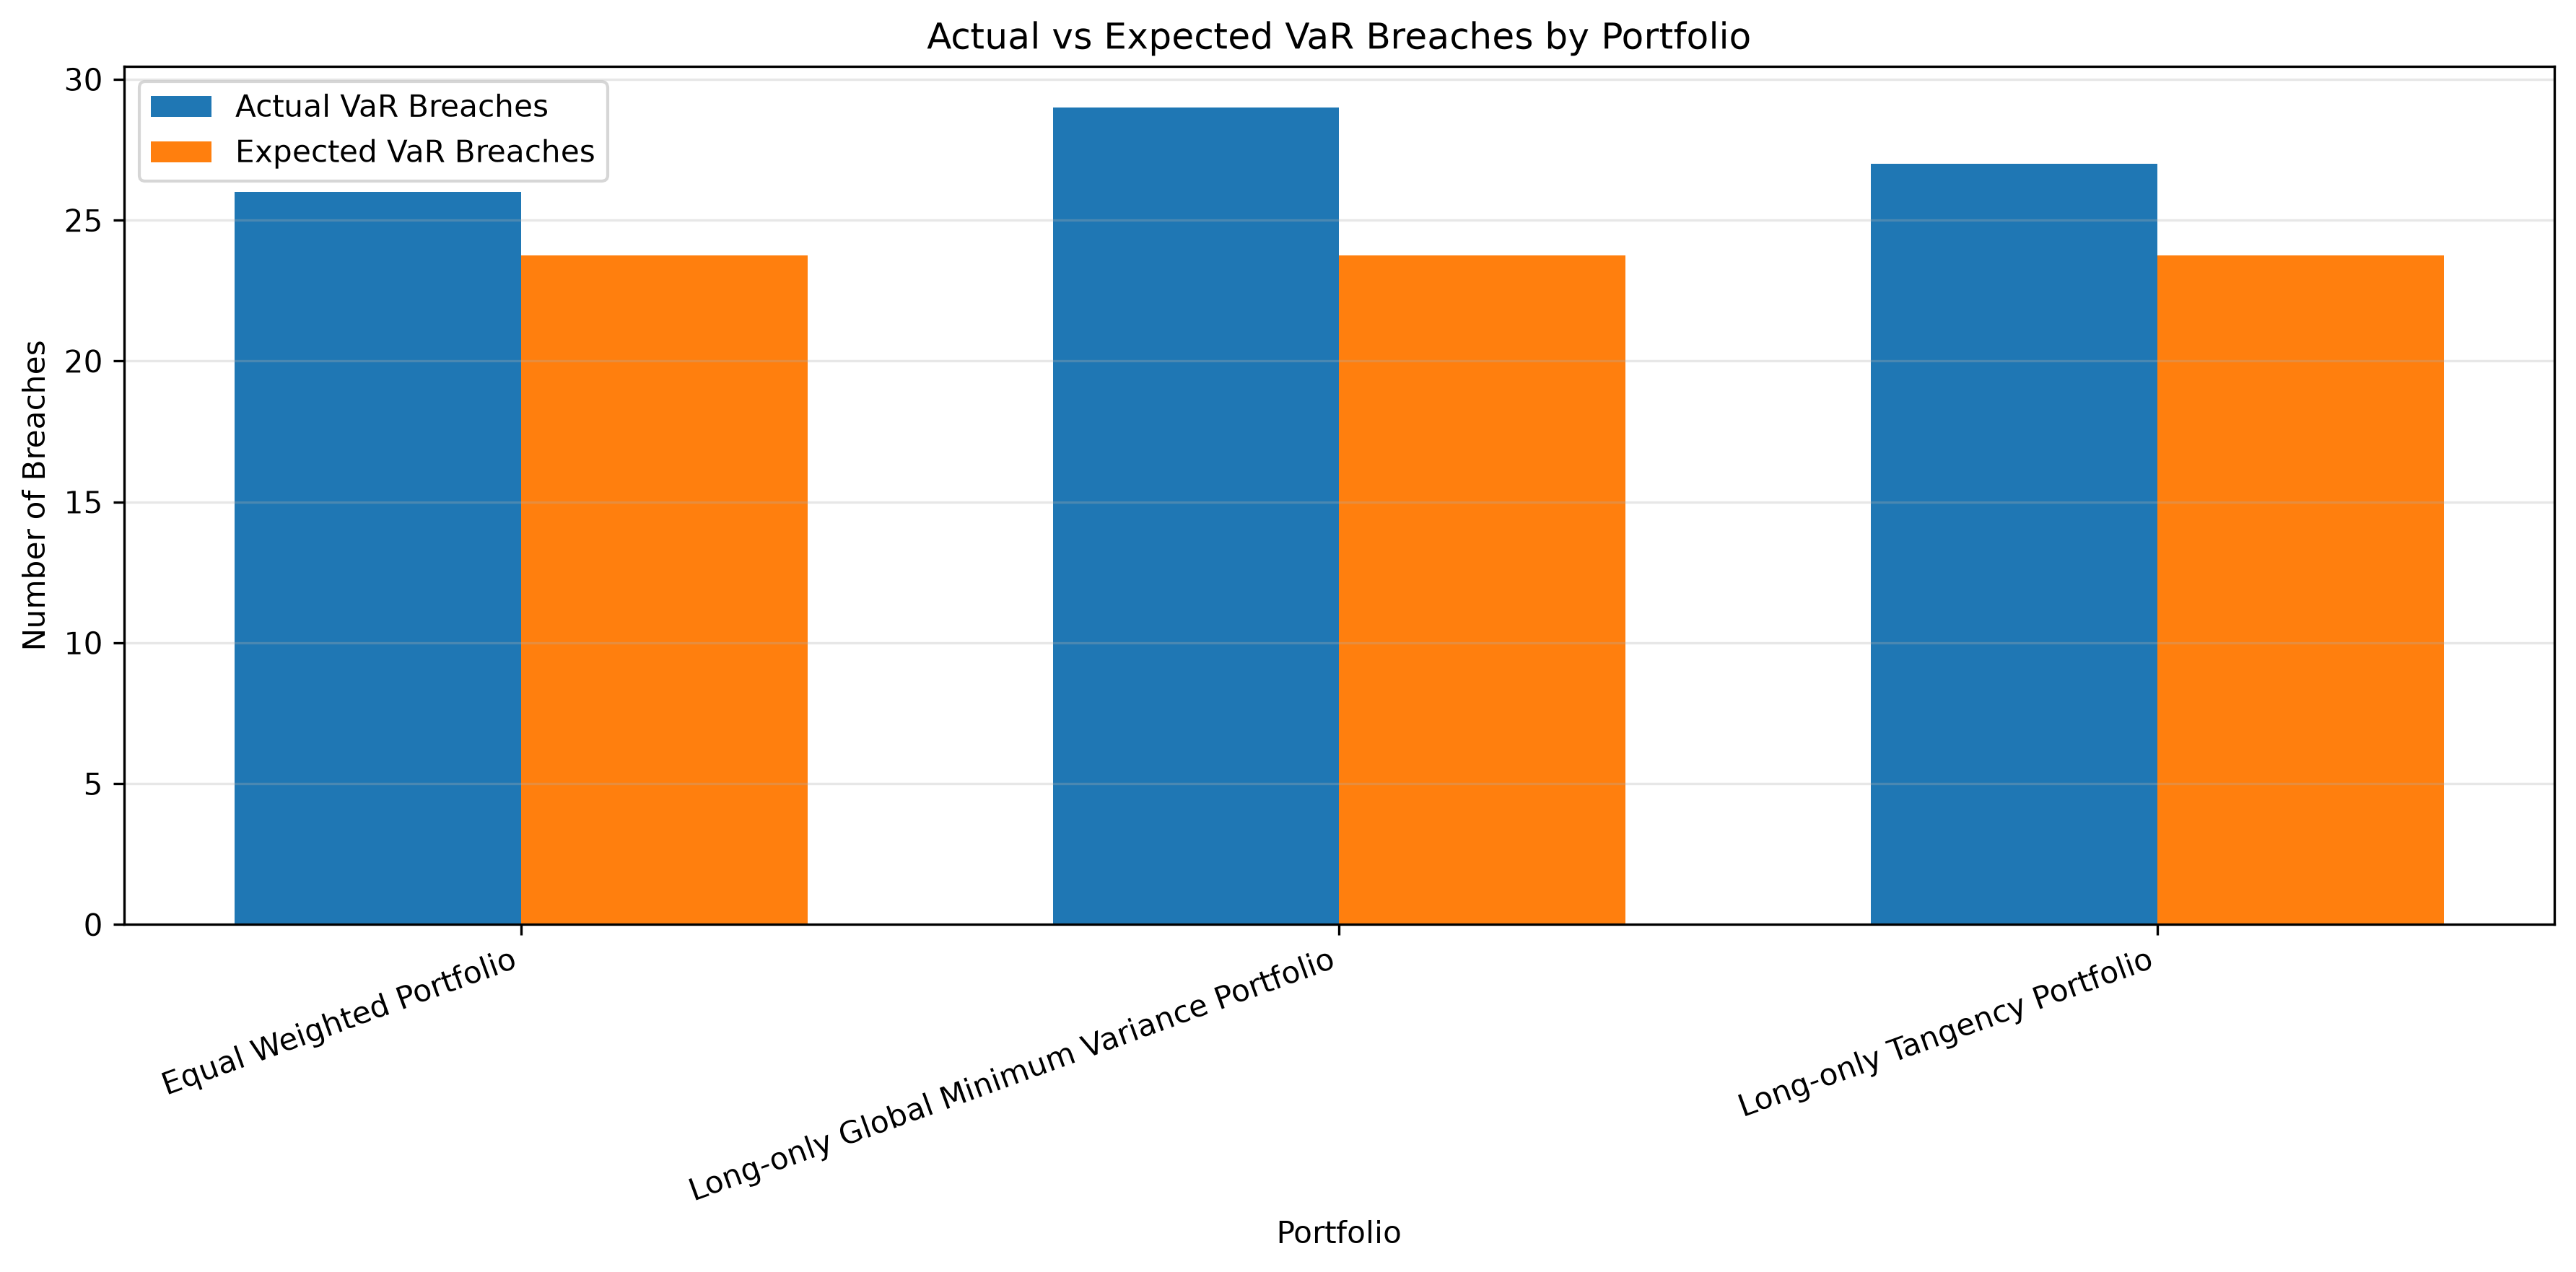 Actual vs Expected VaR Breaches by Portfolio
Actual VaR Breaches
Expected VaR Breaches
Number of Breaches
30
25
20
15
10
5
0
Equal Weighted Portfolio
Long-only Global Minimum Variance Portfolio
Long-only Tangency Portfolio
Portfolio